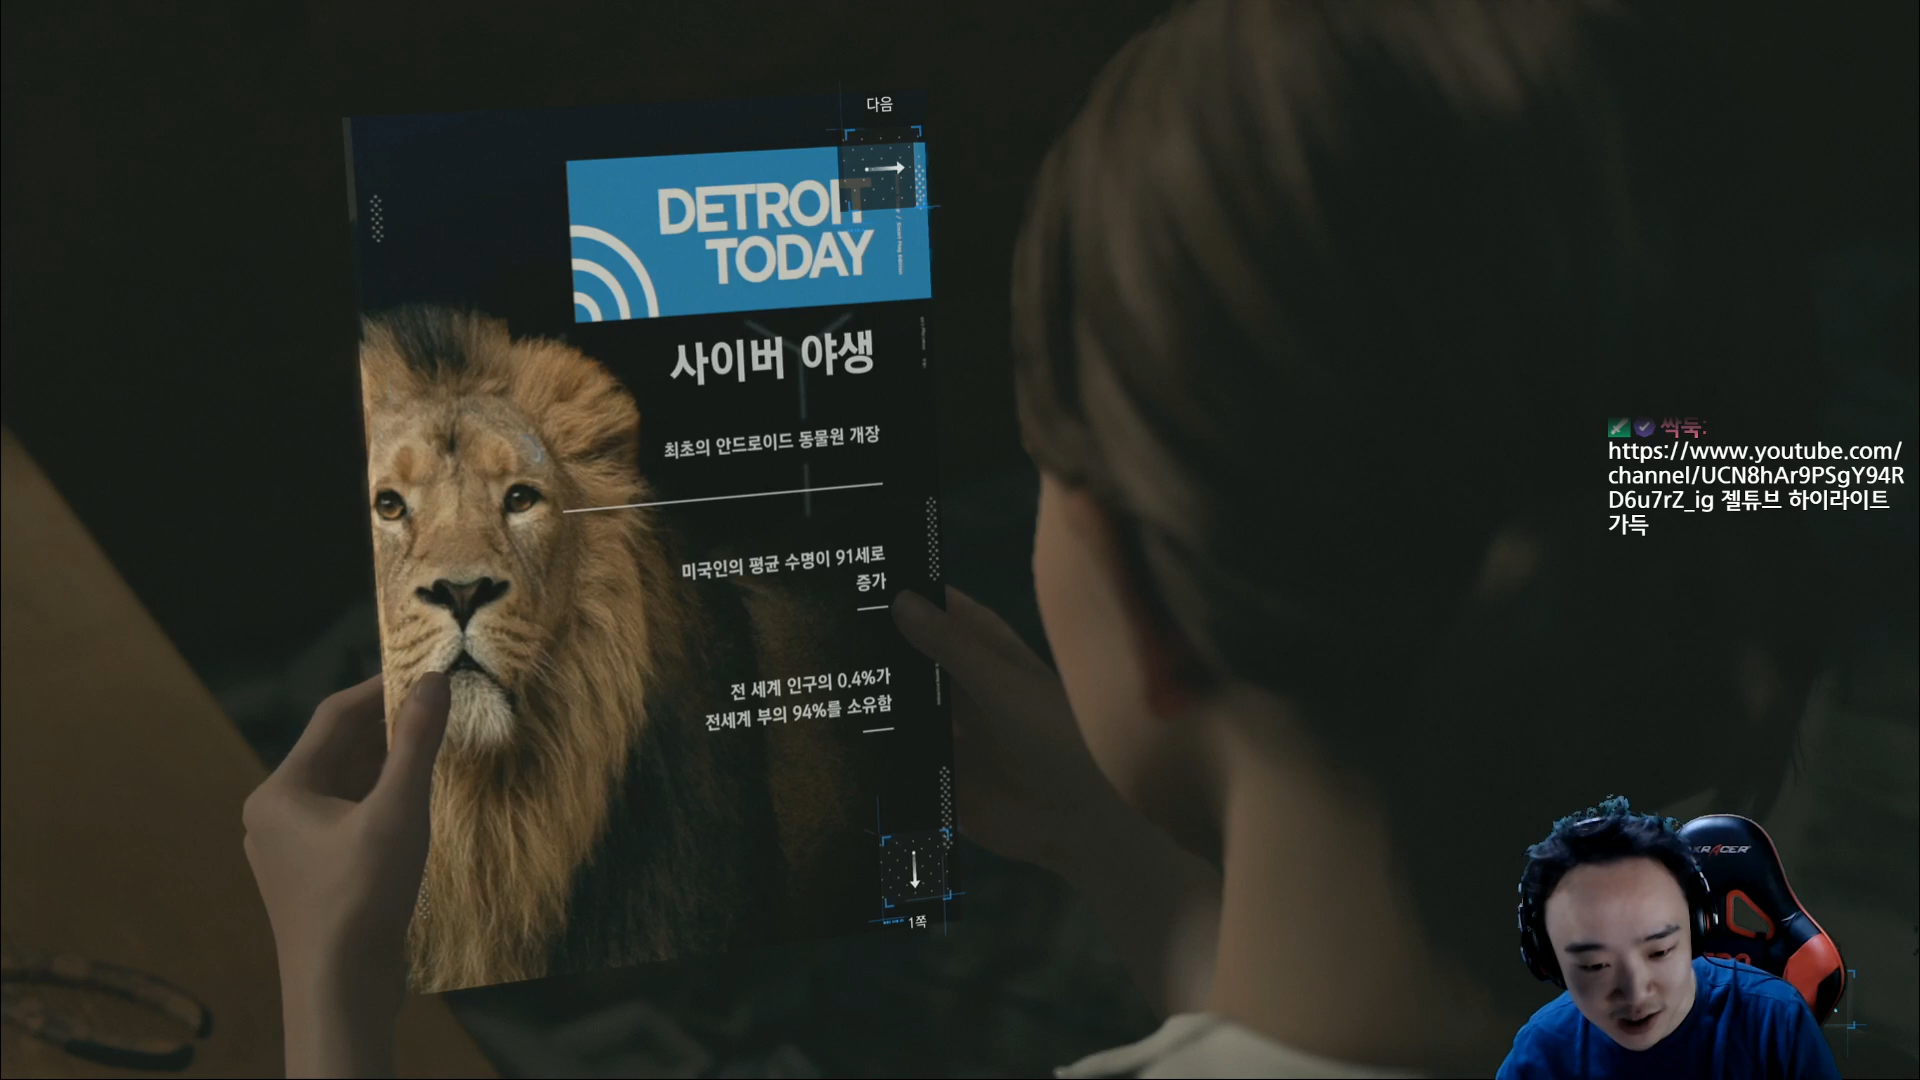 다음
DETROIT
TODAY
사이버 야생
최초의 안드로이드 동물원 개장
미국인의 평균 수명이 91세로
증가
전 세계 인구의 0.4%가
전세계 부의 94%를 소유함
1쪽
싹둑:
https://www.youtube.com/
channel/UCN8hAr9PSgY94R
D6u7rZ_ig 젤튜브 하이라이트
가득